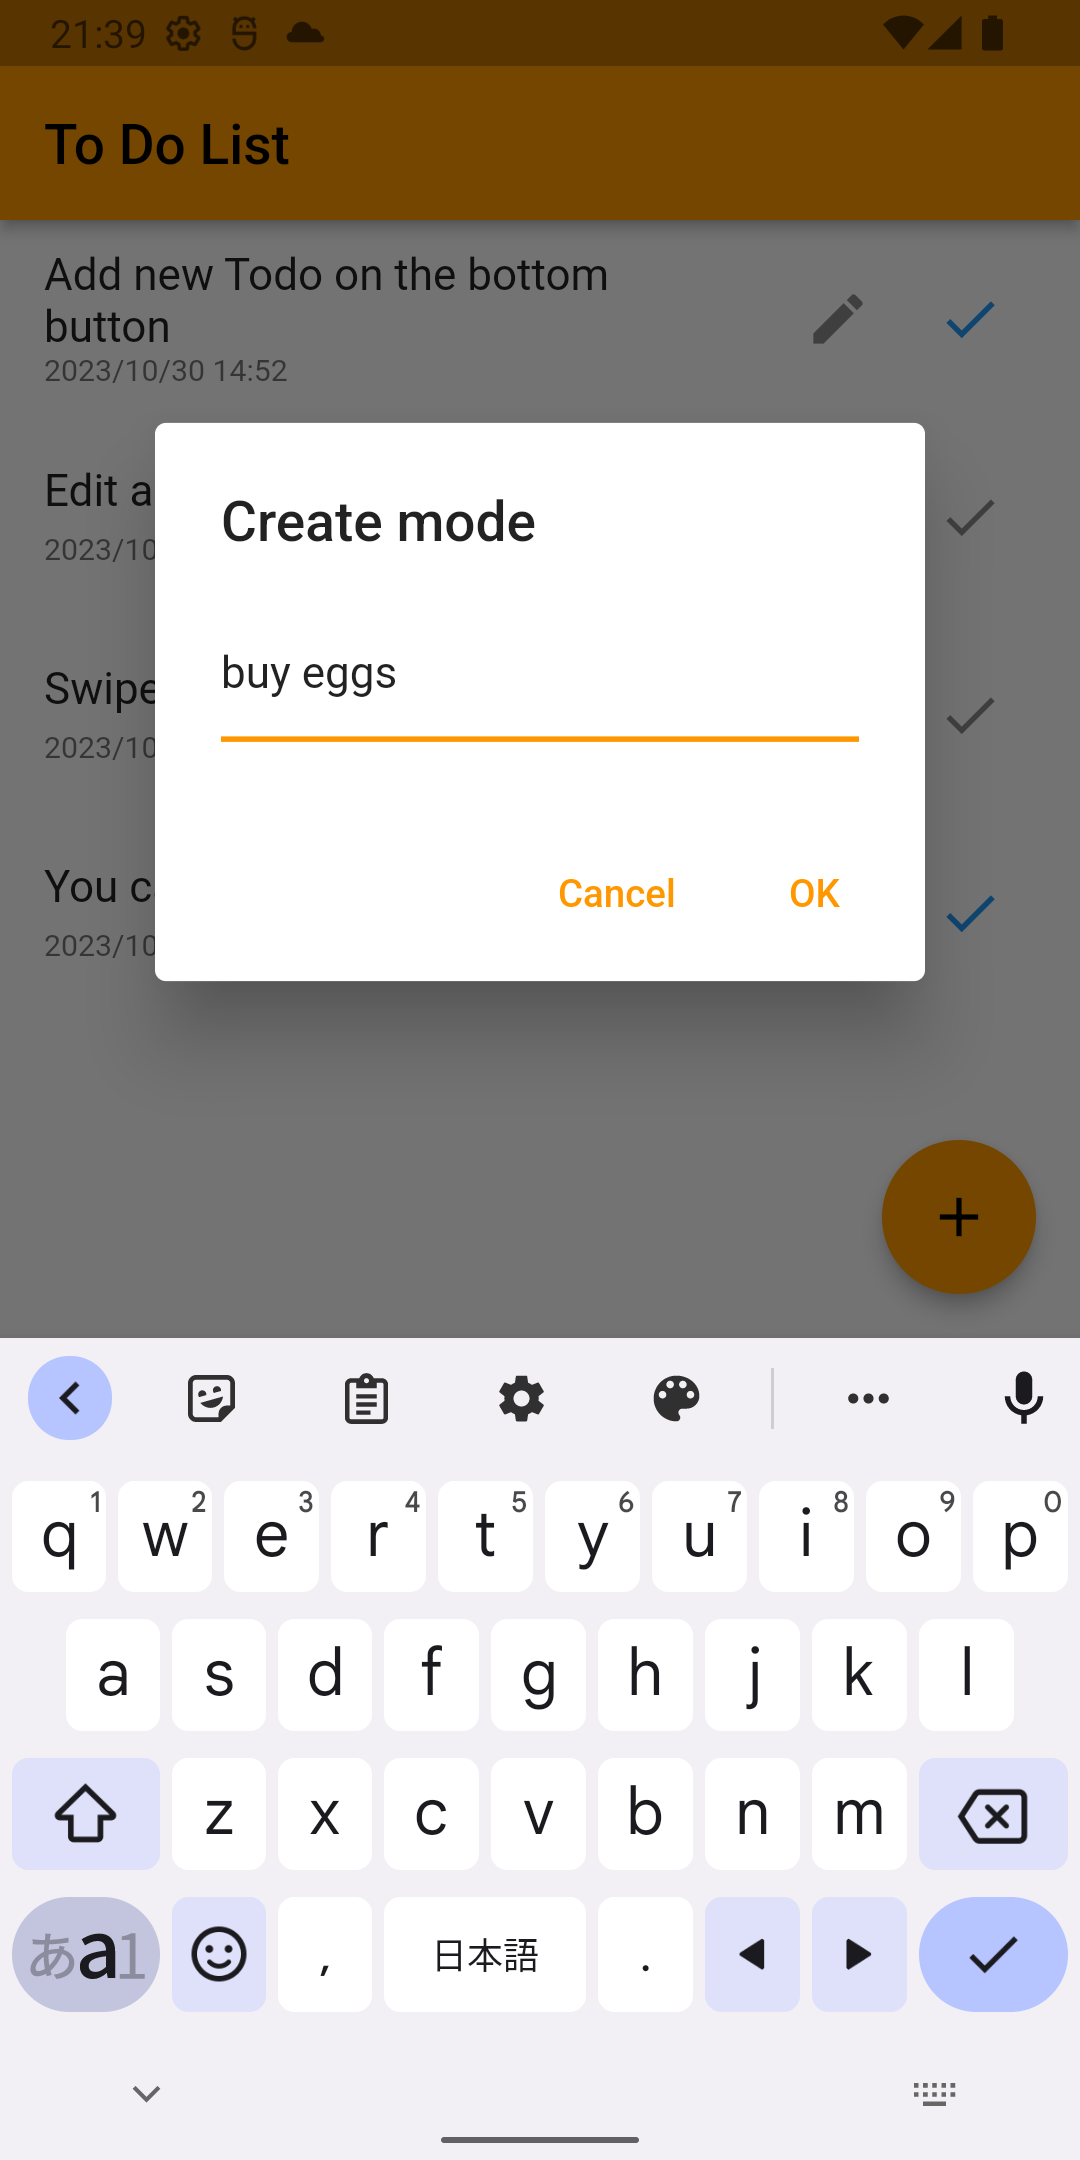 21:39
To Do List
Add new Todo on the bottom
button
2023/10/30 14:52
Edit a
2023/10
Swipe
2023/10
You c
2023/10
Create mode
buy eggs
Cancel OK
q 1 w 2 e 3 r 4 t 5 y 6 u 7 i 8 o 9 p 0
a s d f g h j k l
z x c v b n m
あa1 , 日本語 .